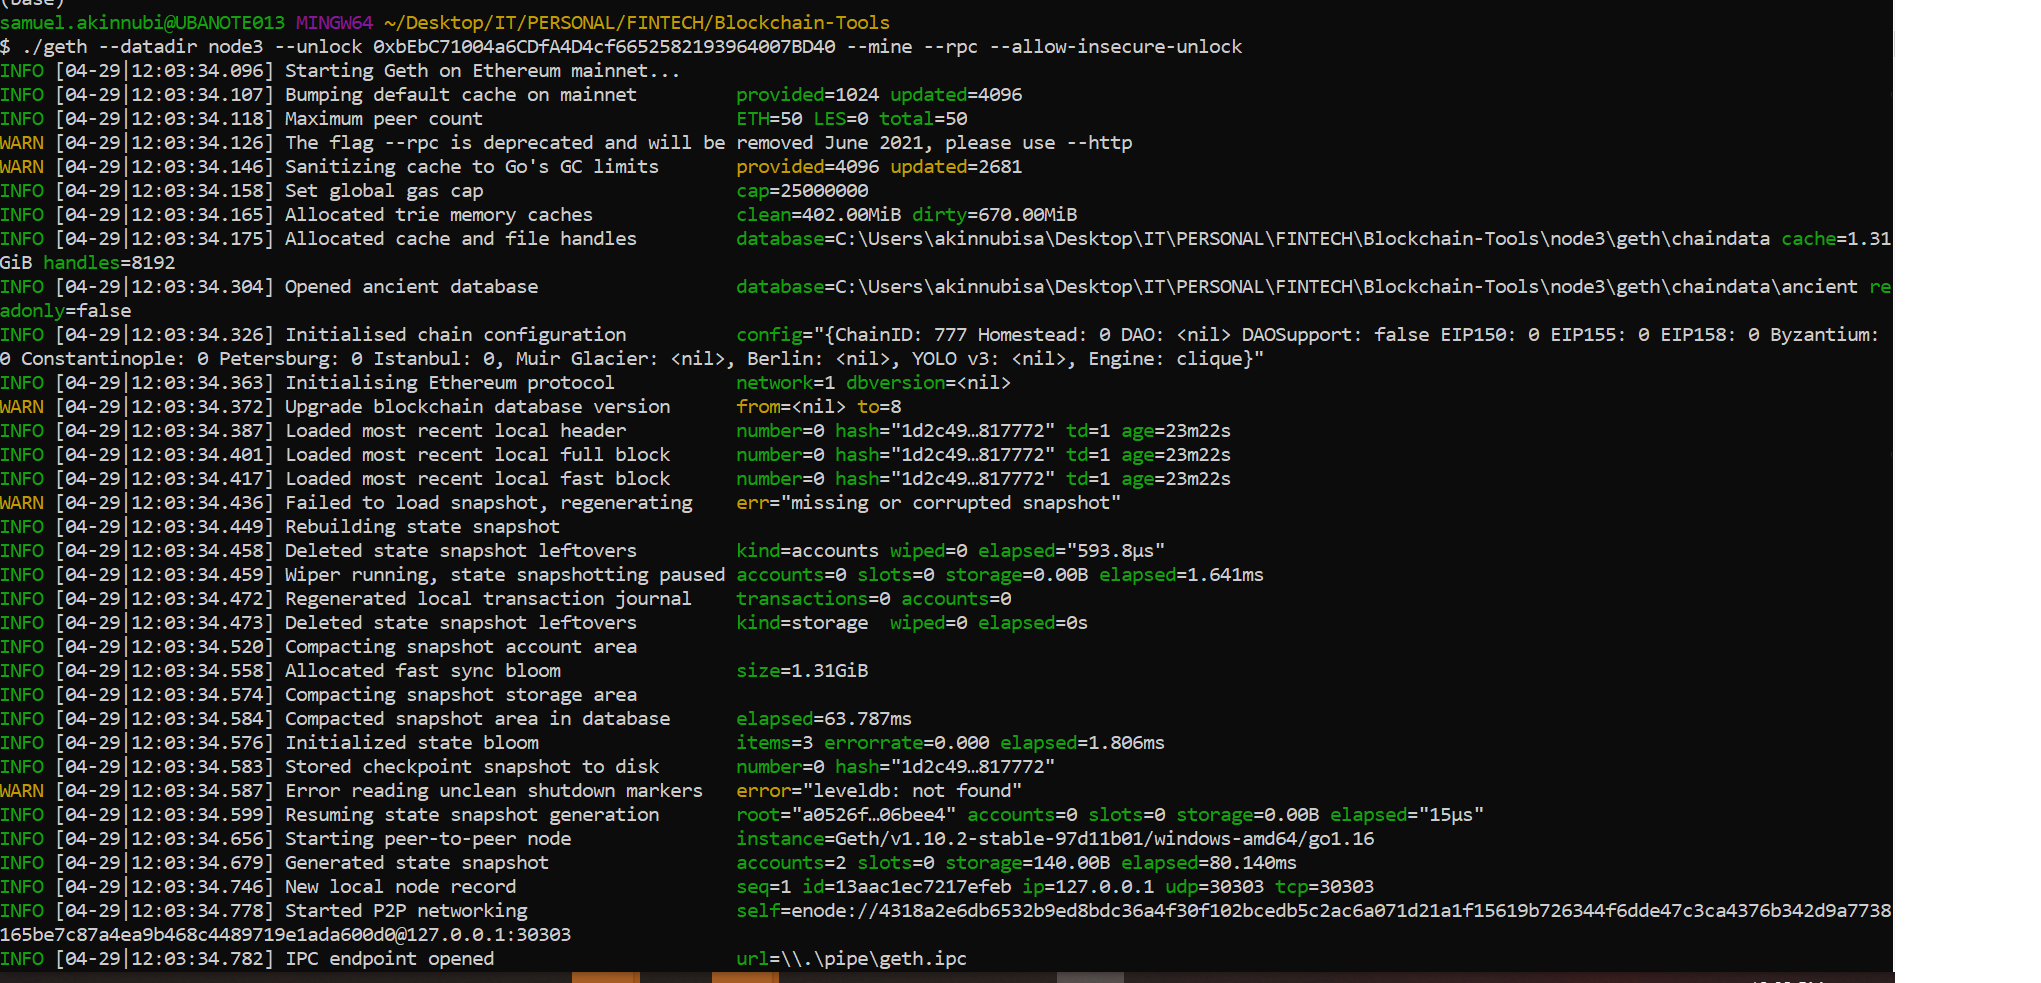 (base)
samuel.akinnubi@UBANOTE013 MINGW64 ~/Desktop/IT/PERSONAL/FINTECH/Blockchain-Tools
$ ./geth --datadir node3 --unlock 0xbEbC71004a6CDfA4D4cf6652582193964007BD40 --mine --rpc --allow-insecure-unlock
INFO [04-29|12:03:34.096] Starting Geth on Ethereum mainnet...
INFO [04-29|12:03:34.107] Bumping default cache on mainnet         provided=1024 updated=4096
INFO [04-29|12:03:34.118] Maximum peer count                       ETH=50 LES=0 total=50
WARN [04-29|12:03:34.126] The flag --rpc is deprecated and will be removed June 2021, please use --http
WARN [04-29|12:03:34.146] Sanitizing cache to Go's GC limits       provided=4096 updated=2681
INFO [04-29|12:03:34.158] Set global gas cap                       cap=25000000
INFO [04-29|12:03:34.165] Allocated trie memory caches             clean=402.00MiB dirty=670.00MiB
INFO [04-29|12:03:34.175] Allocated cache and file handles         database=C:\Users\akinnubisa\Desktop\IT\PERSONAL\FINTECH\Blockchain-Tools\node3\geth\chaindata cache=1.31
GiB handles=8192
INFO [04-29|12:03:34.304] Opened ancient database                  database=C:\Users\akinnubisa\Desktop\IT\PERSONAL\FINTECH\Blockchain-Tools\node3\geth\chaindata\ancient re
adonly=false
INFO [04-29|12:03:34.326] Initialised chain configuration          config="{ChainID: 777 Homestead: 0 DAO: <nil> DAOSupport: false EIP150: 0 EIP155: 0 EIP158: 0 Byzantium:
0 Constantinople: 0 Petersburg: 0 Istanbul: 0, Muir Glacier: <nil>, Berlin: <nil>, YOLO v3: <nil>, Engine: clique}"
INFO [04-29|12:03:34.363] Initialising Ethereum protocol           network=1 dbversion=<nil>
WARN [04-29|12:03:34.372] Upgrade blockchain database version      from=<nil> to=8
INFO [04-29|12:03:34.387] Loaded most recent local header          number=0 hash="1d2c49…817772" td=1 age=23m22s
INFO [04-29|12:03:34.401] Loaded most recent local full block      number=0 hash="1d2c49…817772" td=1 age=23m22s
INFO [04-29|12:03:34.417] Loaded most recent local fast block      number=0 hash="1d2c49…817772" td=1 age=23m22s
WARN [04-29|12:03:34.436] Failed to load snapshot, regenerating    err="missing or corrupted snapshot"
INFO [04-29|12:03:34.449] Rebuilding state snapshot
INFO [04-29|12:03:34.458] Deleted state snapshot leftovers         kind=accounts wiped=0 elapsed="593.8µs"
INFO [04-29|12:03:34.459] Wiper running, state snapshotting paused accounts=0 slots=0 storage=0.00B elapsed=1.641ms
INFO [04-29|12:03:34.472] Regenerated local transaction journal    transactions=0 accounts=0
INFO [04-29|12:03:34.473] Deleted state snapshot leftovers         kind=storage  wiped=0 elapsed=0s
INFO [04-29|12:03:34.520] Compacting snapshot account area
INFO [04-29|12:03:34.558] Allocated fast sync bloom                size=1.31GiB
INFO [04-29|12:03:34.574] Compacting snapshot storage area
INFO [04-29|12:03:34.584] Compacted snapshot area in database      elapsed=63.787ms
INFO [04-29|12:03:34.576] Initialized state bloom                  items=3 errorrate=0.000 elapsed=1.806ms
INFO [04-29|12:03:34.583] Stored checkpoint snapshot to disk       number=0 hash="1d2c49…817772"
WARN [04-29|12:03:34.587] Error reading unclean shutdown markers   error="leveldb: not found"
INFO [04-29|12:03:34.599] Resuming state snapshot generation       root="a0526f…06bee4" accounts=0 slots=0 storage=0.00B elapsed="15µs"
INFO [04-29|12:03:34.656] Starting peer-to-peer node               instance=Geth/v1.10.2-stable-97d11b01/windows-amd64/go1.16
INFO [04-29|12:03:34.679] Generated state snapshot                 accounts=2 slots=0 storage=140.00B elapsed=80.140ms
INFO [04-29|12:03:34.746] New local node record                    seq=1 id=13aac1ec7217efeb ip=127.0.0.1 udp=30303 tcp=30303
INFO [04-29|12:03:34.778] Started P2P networking                   self=enode://4318a2e6db6532b9ed8bdc36a4f30f102bcedb5c2ac6a071d21a1f15619b726344f6dde47c3ca4376b342d9a7738
165be7c87a4ea9b468c4489719e1ada600d0@127.0.0.1:30303
INFO [04-29|12:03:34.782] IPC endpoint opened                      url=\\.\pipe\geth.ipc